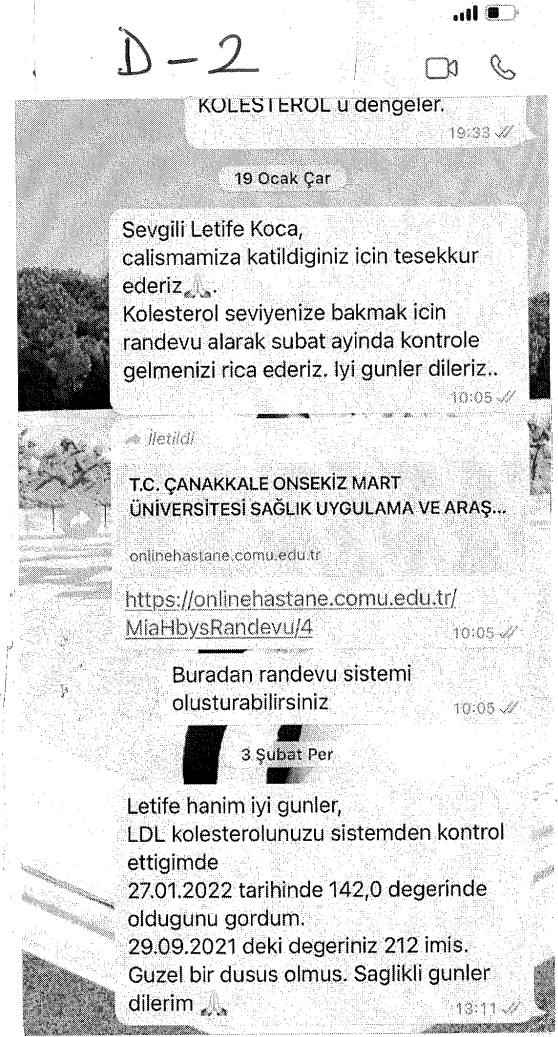 D-2
KOLESTEROL u dengeler.
19:33
19 Ocak Çar
Sevgili Letife Koca,
calismamiza katildiginiz icin tesekkur
ederiz🙏.
Kolesterol seviyenize bakmak icin
randevu alarak subat ayinda kontrole
gelmenizi rica ederiz. Iyi gunler dileriz..
10:05
İletildi
T.C. ÇANAKKALE ONSEKİZ MART
ÜNİVERSİTESİ SAĞLIK UYGULAMA VE ARAŞ...
onlinehastane.comu.edu.tr
https://onlinehastane.comu.edu.tr/
MiaHbysRandevu/4
10:05
Buradan randevu sistemi
olusturabilirsiniz
10:05
3 Şubat Per
Letife hanim iyi gunler,
LDL kolesterolunuzu sistemden kontrol
ettigimde
27.01.2022 tarihinde 142,0 degerinde
oldugunu gordum.
29.09.2021 deki degeriniz 212 imis.
Guzel bir dusus olmus. Saglikli gunler
dilerim 🙏
13:11